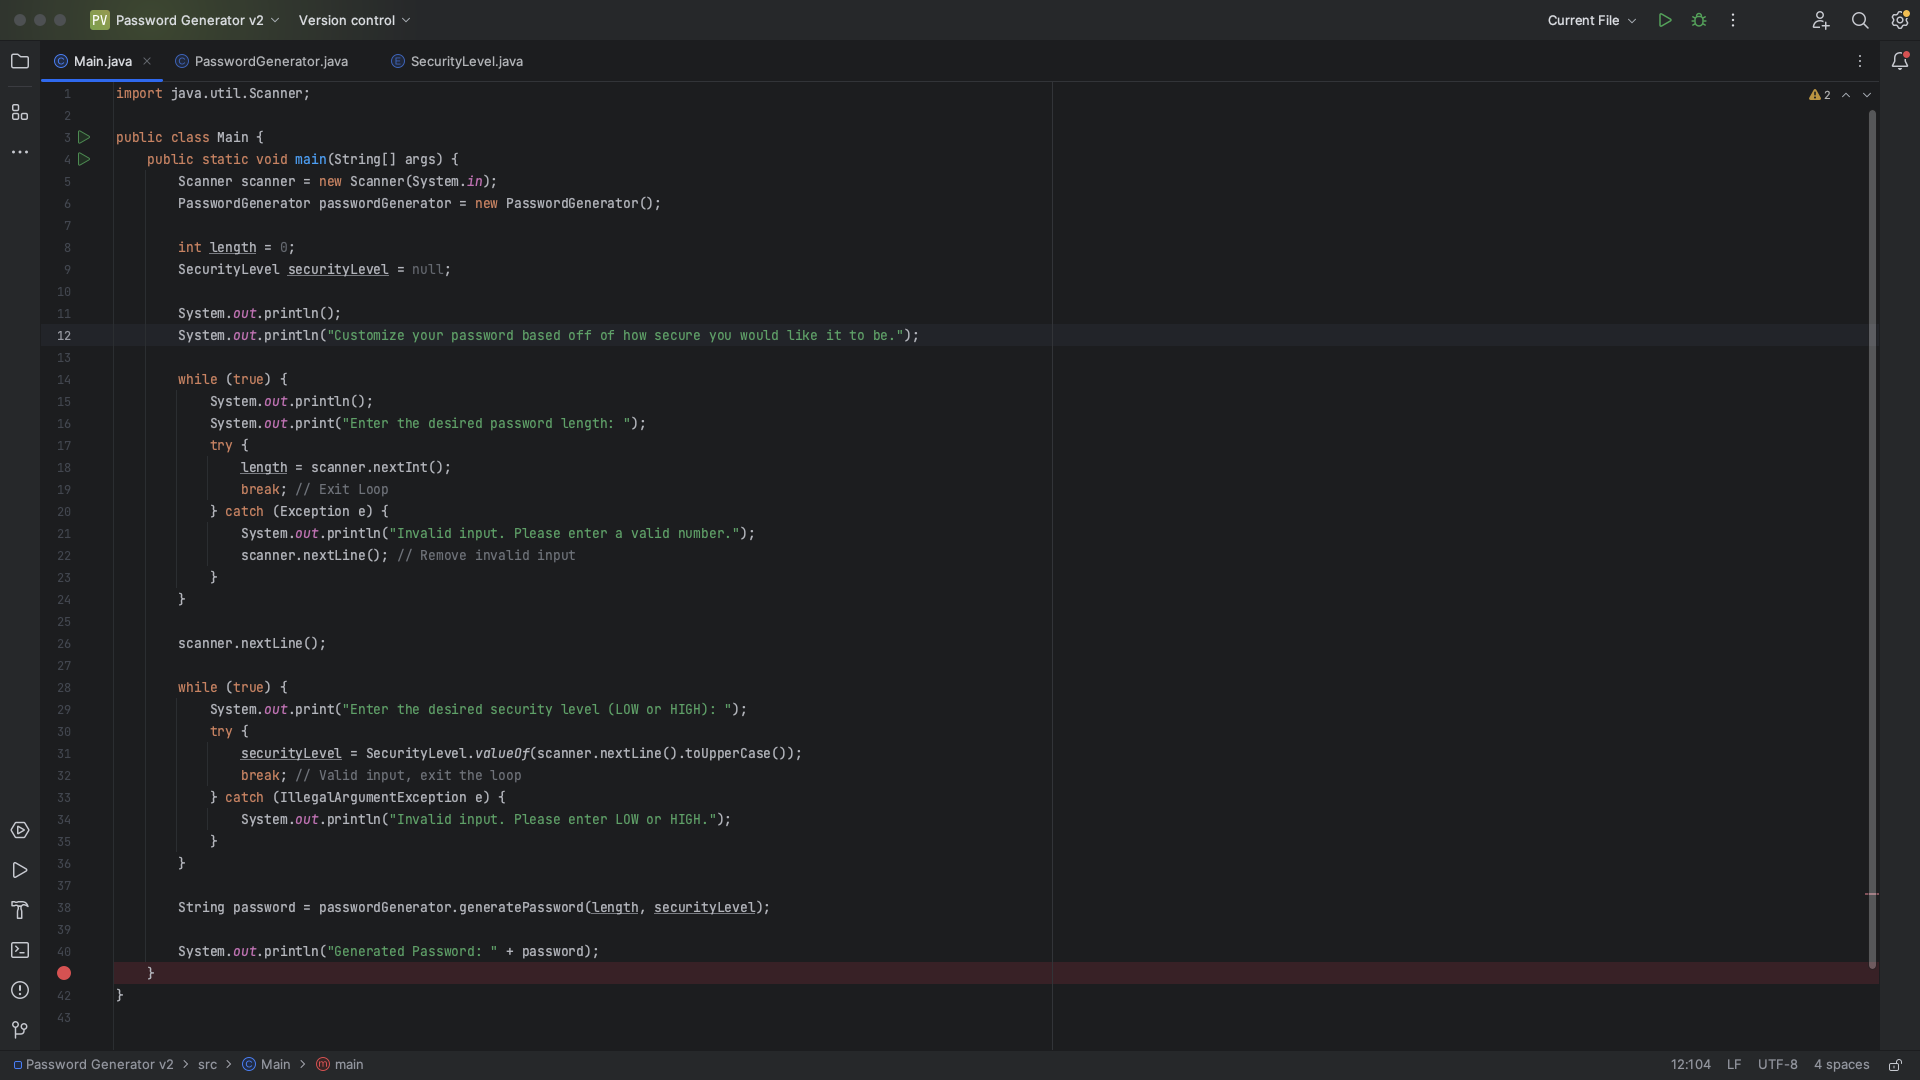 PV Password Generator v2 Version control Current File
Main.java PasswordGenerator.java SecurityLevel.java
2
1 import java.util.Scanner;
2
3 public class Main {
4 public static void main(String[] args) {
5 Scanner scanner = new Scanner(System.in);
6 PasswordGenerator passwordGenerator = new PasswordGenerator();
7
8 int length = 0;
9 SecurityLevel securityLevel = null;
10
11 System.out.println();
12 System.out.println("Customize your password based off of how secure you would like it to be.");
13
14 while (true) {
15 System.out.println();
16 System.out.print("Enter the desired password length: ");
17 try {
18 length = scanner.nextInt();
19 break; // Exit Loop
20 } catch (Exception e) {
21 System.out.println("Invalid input. Please enter a valid number.");
22 scanner.nextLine(); // Remove invalid input
23 }
24 }
25
26 scanner.nextLine();
27
28 while (true) {
29 System.out.print("Enter the desired security level (LOW or HIGH): ");
30 try {
31 securityLevel = SecurityLevel.valueOf(scanner.nextLine().toUpperCase());
32 break; // Valid input, exit the loop
33 } catch (IllegalArgumentException e) {
34 System.out.println("Invalid input. Please enter LOW or HIGH.");
35 }
36 }
37
38 String password = passwordGenerator.generatePassword(length, securityLevel);
39
40 System.out.println("Generated Password: " + password);
}
42 }
43
Password Generator v2 > src > Main > main 12:104 LF UTF-8 4 spaces